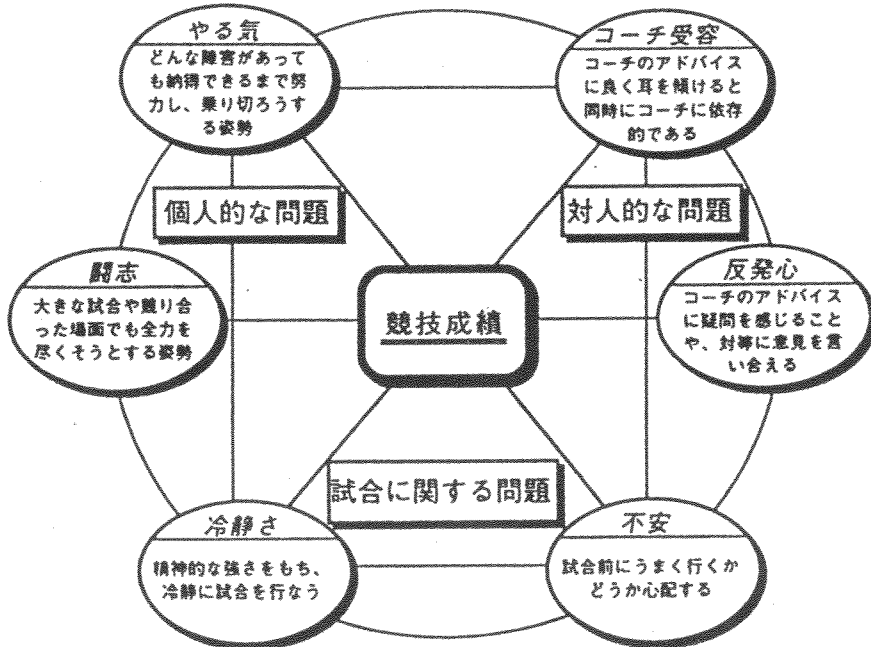 やる気
どんな障害があって
も納得できるまで努
力し、乗り切ろうす
る姿勢
コーチ受容
コーチのアドバイス
に良く耳を傾けると
同時にコーチに依存
的である
個人的な問題
対人的な問題
闘志
大きな試合や競り合
った場面でも全力を
尽くそうとする姿勢
競技成績
反発心
コーチのアドバイス
に疑問を感じること
や、対等に意見を言
い合える
試合に関する問題
冷静さ
精神的な強さをもち、
冷静に試合を行なう
不安
試合前にうまく行くか
どうか心配する